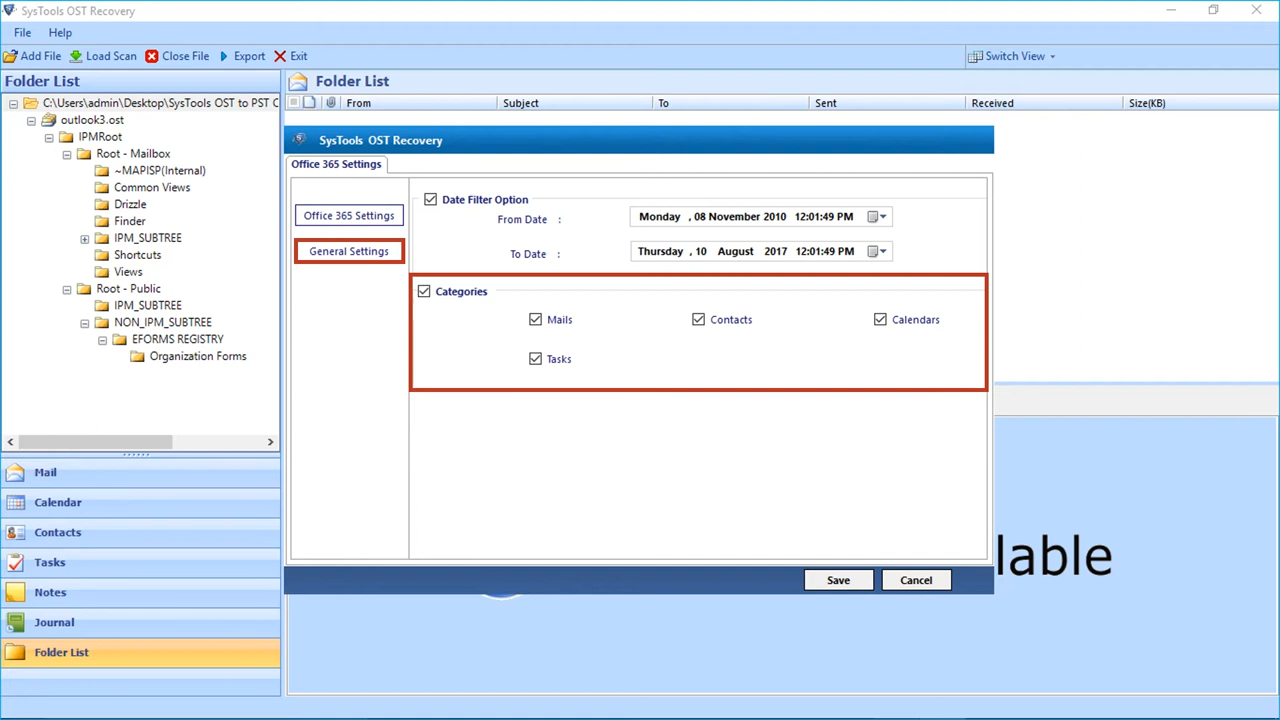 SysTools OST Recovery
File Help
Add File Load Scan Close File Export Exit Switch View
Folder List
C:\Users\admin\Desktop\SysTools OST to PST C
outlook3.ost
IPMRoot
Root - Mailbox
~MAPISP(Internal)
Common Views
Drizzle
Finder
IPM_SUBTREE
Shortcuts
Views
Root - Public
IPM_SUBTREE
NON_IPM_SUBTREE
EFORMS REGISTRY
Organization Forms
Mail
Calendar
Contacts
Tasks
Notes
Journal
Folder List
Folder List
From Subject To Sent Received Size(KB)
SysTools OST Recovery
Office 365 Settings
Office 365 Settings
General Settings
Date Filter Option
From Date : Monday , 08 November 2010 12:01:49 PM
To Date : Thursday , 10 August 2017 12:01:49 PM
Categories
Mails Contacts Calendars
Tasks
Save Cancel
lable